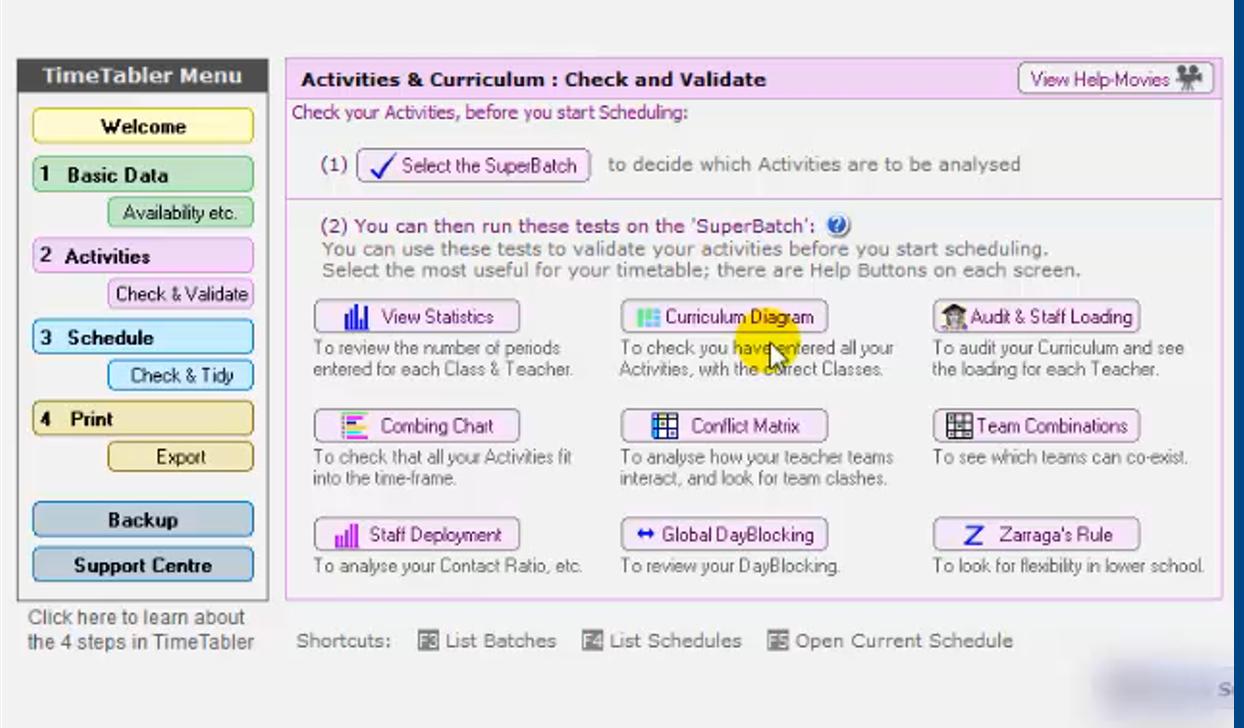 TimeTabler Menu
Welcome
1 Basic Data
Availability etc.
2 Activities
Check & Validate
3 Schedule
Check & Tidy
4 Print
Export
Backup
Support Centre
Click here to learn about
the 4 steps in TimeTabler
Activities & Curriculum : Check and Validate
View Help-Movies
Check your Activities, before you start Scheduling:
(1) Select the SuperBatch to decide which Activities are to be analysed
(2) You can then run these tests on the 'SuperBatch': ?
You can use these tests to validate your activities before you start scheduling.
Select the most useful for your timetable; there are Help Buttons on each screen.
View Statistics
To review the number of periods
entered for each Class & Teacher.
Curriculum Diagram
To check you have entered all your
Activities, with the correct Classes.
Audit & Staff Loading
To audit your Curriculum and see
the loading for each Teacher.
Combing Chart
To check that all your Activities fit
into the time-frame.
Conflict Matrix
To analyse how your teacher teams
interact, and look for team clashes.
Team Combinations
To see which teams can co-exist.
Staff Deployment
To analyse your Contact Ratio, etc.
Global DayBlocking
To review your DayBlocking.
Z Zarraga's Rule
To look for flexibility in lower school.
Shortcuts: F3 List Batches F4 List Schedules F5 Open Current Schedule